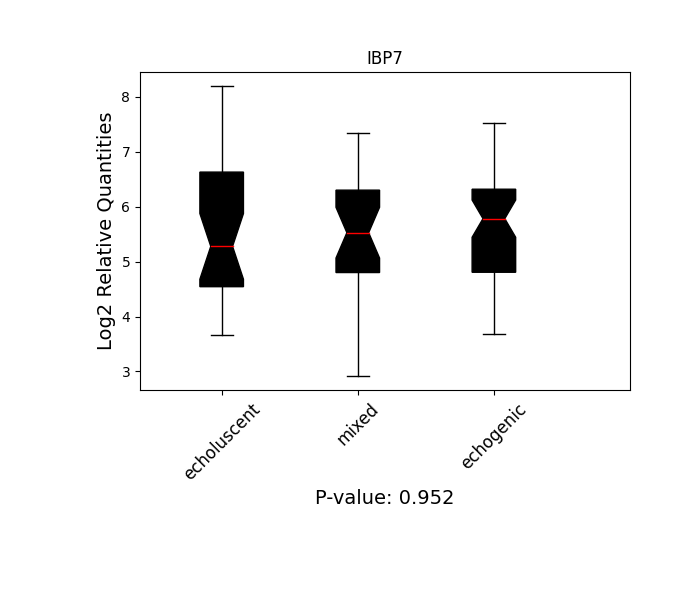 IBP7
Log2 Relative Quantities
8
7
6
5
4
3
echoluscent
mixed
echogenic
P-value: 0.952